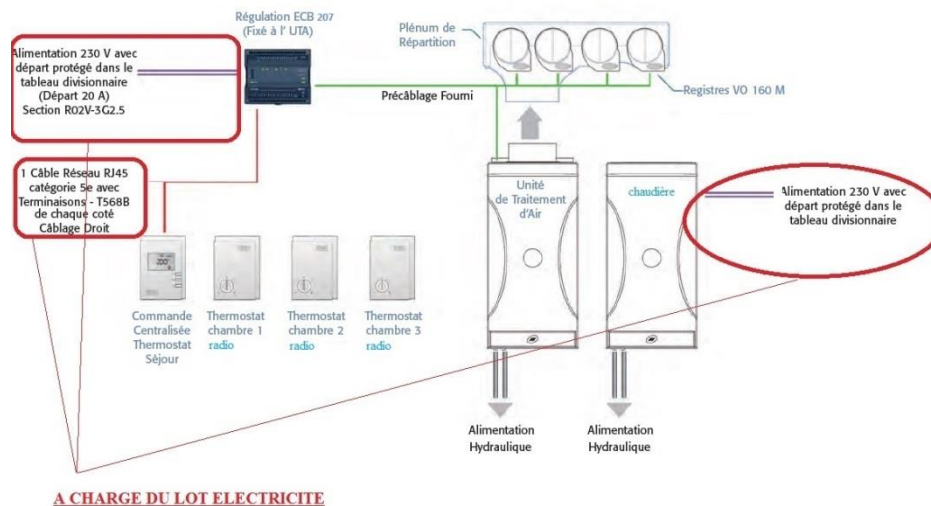 Régulation ECB 207
(Fixé à l' UTA)
Alimentation 230 V avec
départ protégé dans le
tableau divisionnaire
(Départ 20 A)
Section R02V-3G2.5
Plénum de
Répartition
Précâblage Fourni
Registres VO 160 M
1 Câble Réseau RJ45
catégorie 5e avec
Terminaisons - T568B
de chaque coté
Câblage Droit
Unité
de Traitement
d'Air
chaudière
Alimentation 230 V avec
départ protégé dans le
tableau divisionnaire
Commande
Centralisée
Thermostat
Séjour
Thermostat
chambre 1
radio
Thermostat
chambre 2
radio
Thermostat
chambre 3
radio
Alimentation
Hydraulique
Alimentation
Hydraulique
A CHARGE DU LOT ELECTRICITE